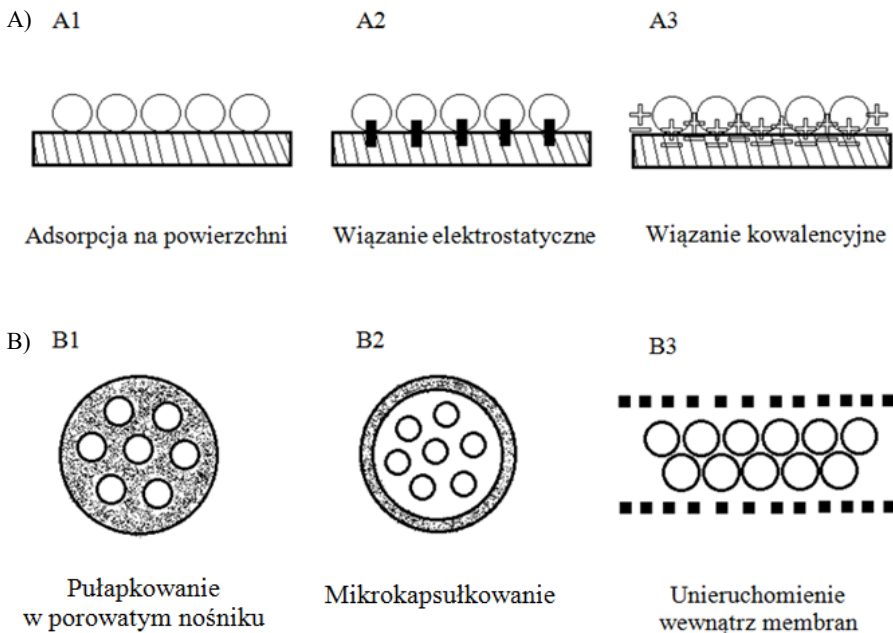 A) A1 A2 A3
Adsorpcja na powierzchni Wiązanie elektrostatyczne Wiązanie kowalencyjne
B) B1 B2 B3
Pułapkowanie
w porowatym nośniku
Mikrokapsułkowanie
Unieruchomienie
wewnątrz membran